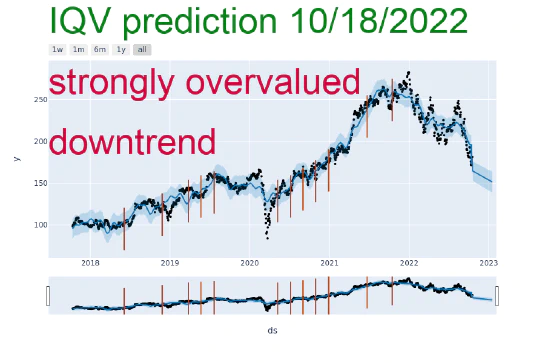 IQV prediction 10/18/2022
1w 1m 6m 1y all
strongly overvalued
downtrend
250
200
150
100
y
2018 2019 2020 2021 2022 2023
ds